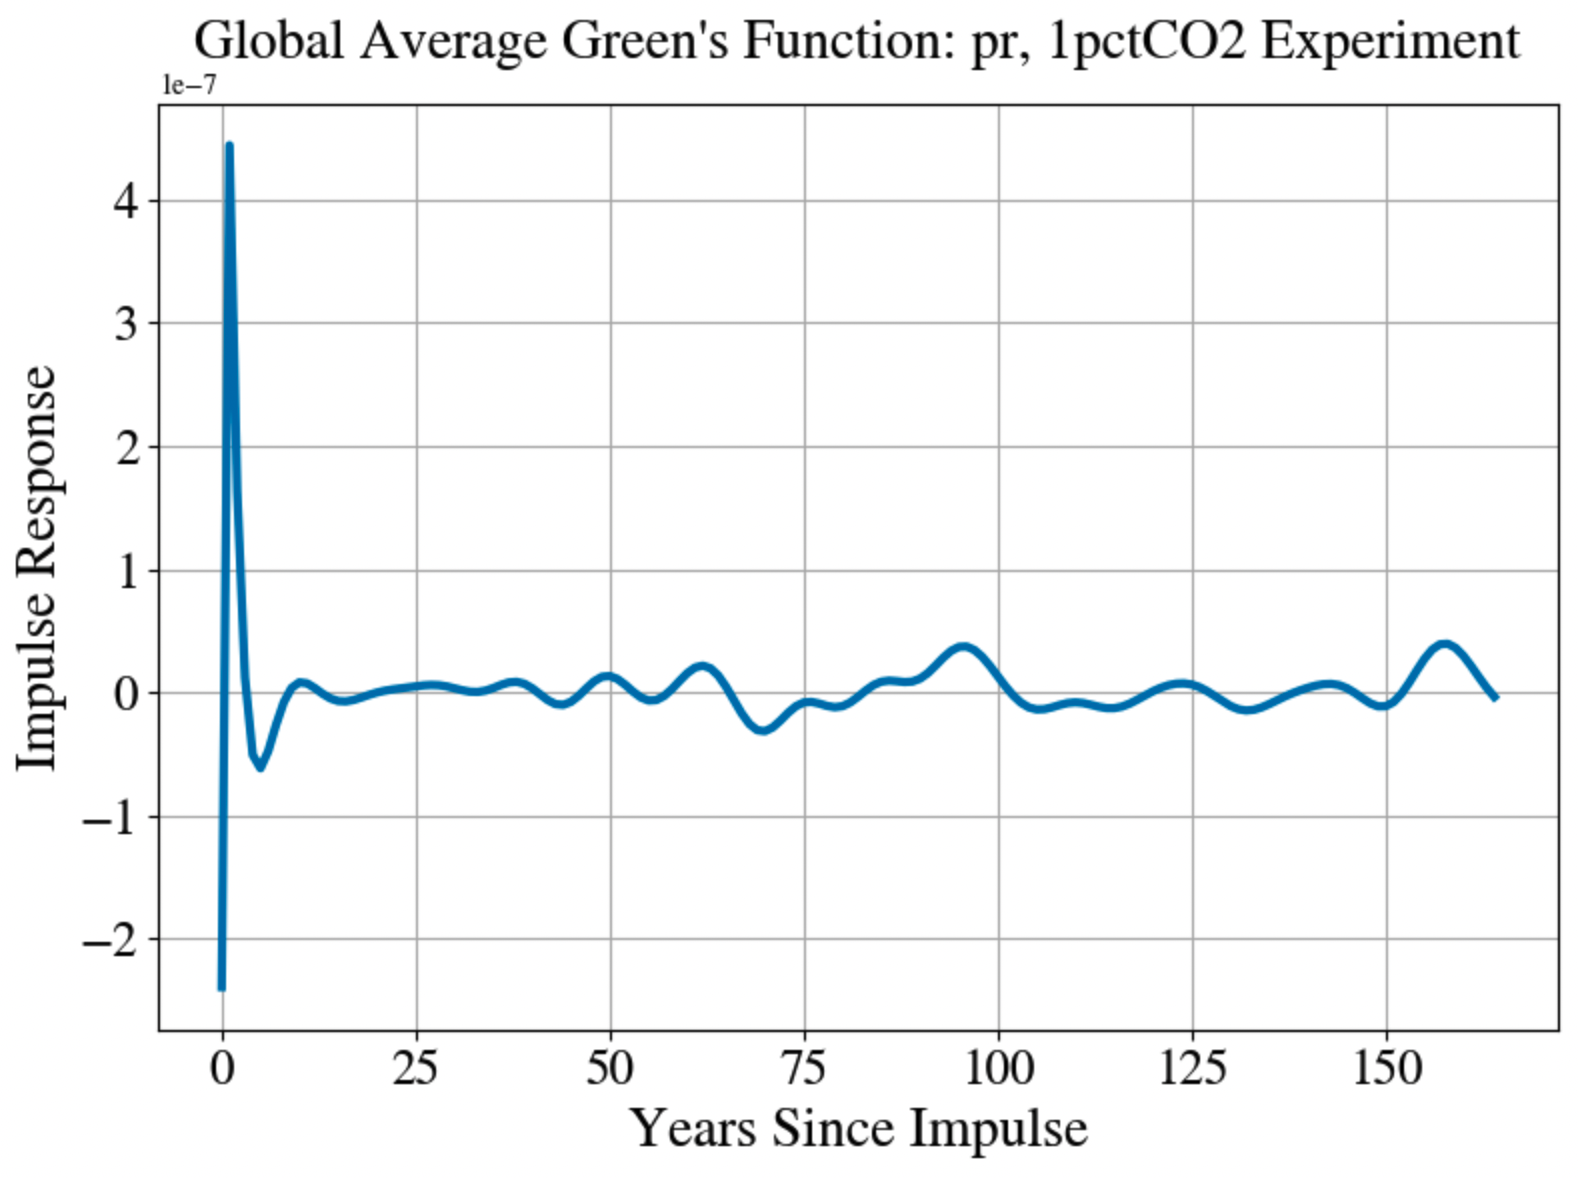 Global Average Green's Function: pr, 1pctCO2 Experiment
1e−7
4
3
2
1
0
−1
−2
Impulse Response
0 25 50 75 100 125 150
Years Since Impulse